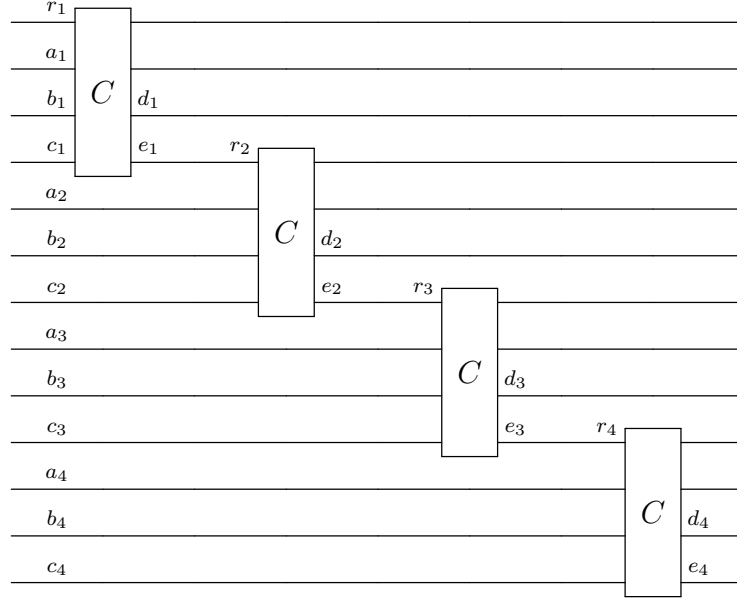 r₁
a₁
b₁ C d₁
c₁ e₁ r₂
a₂
b₂ C d₂
c₂ e₂ r₃
a₃
b₃ C d₃
c₃ e₃ r₄
a₄
b₄ C d₄
c₄ e₄